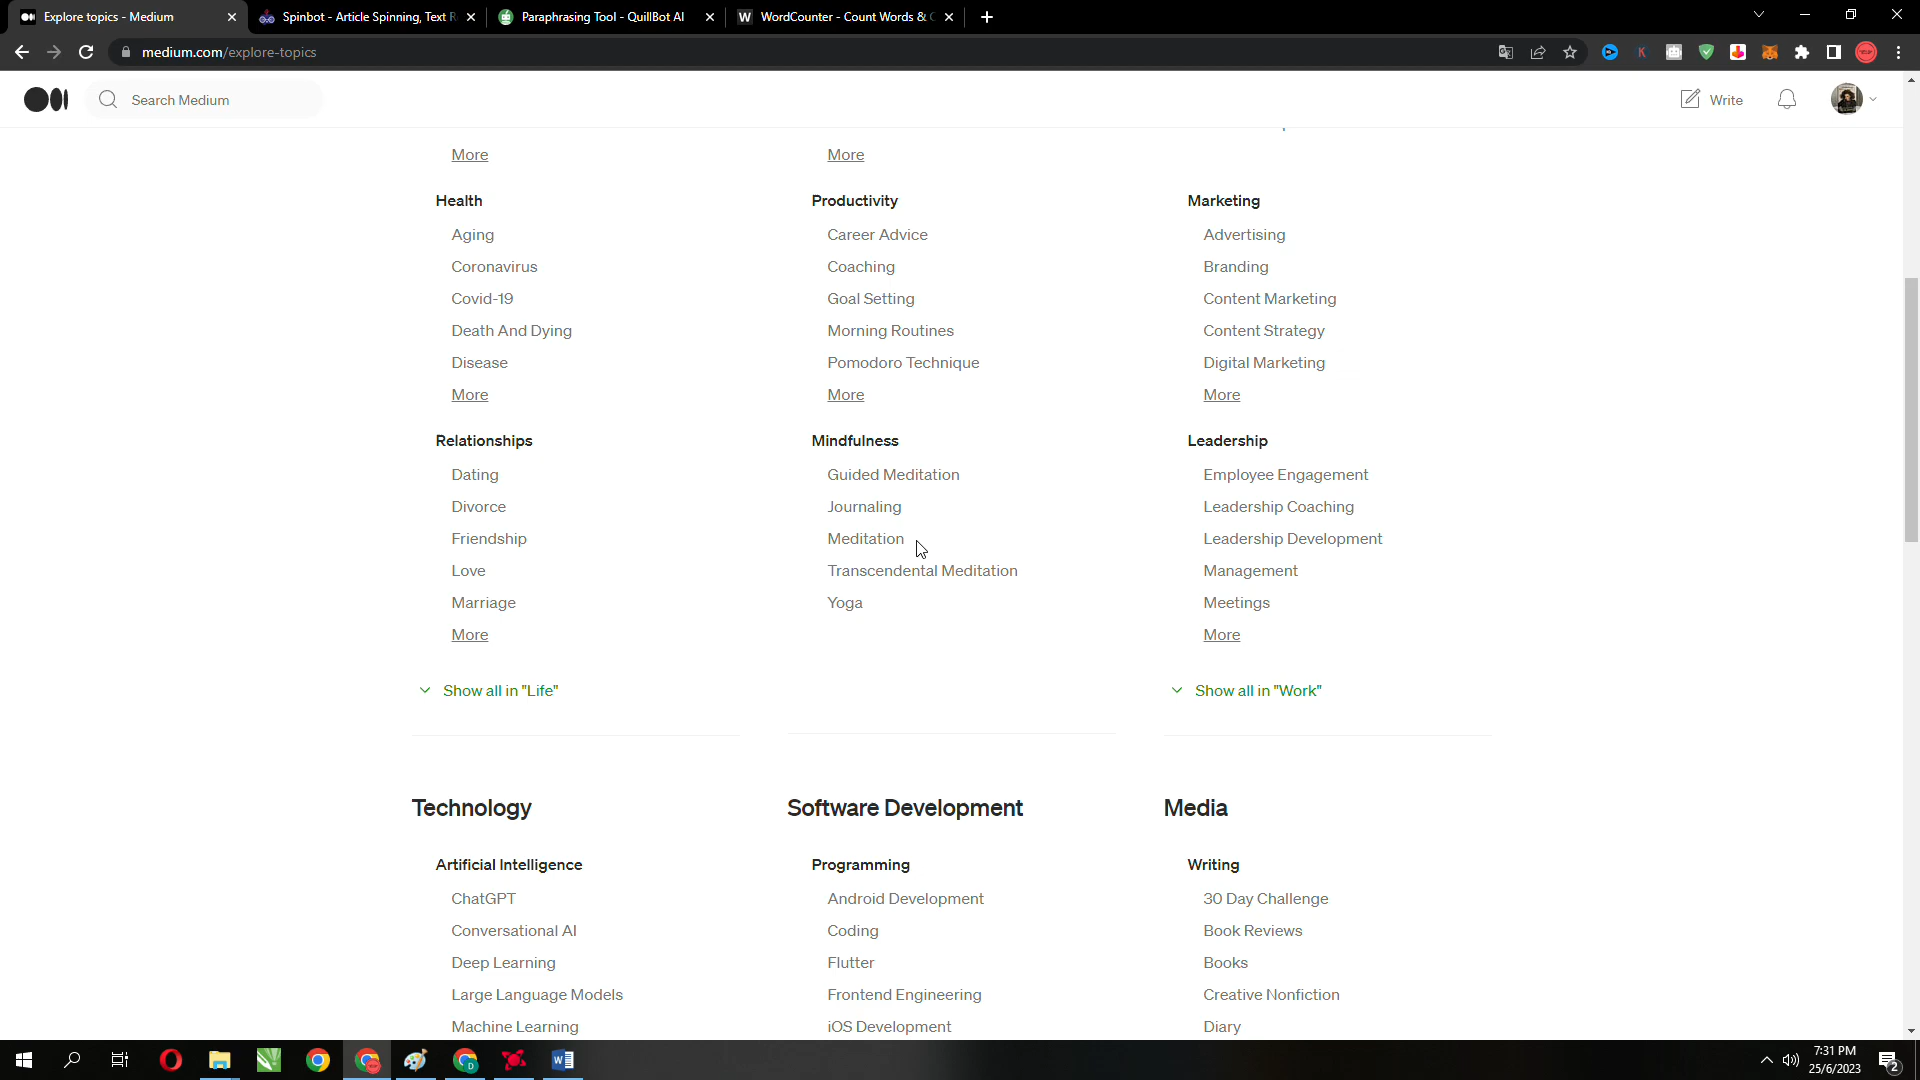 Explore topics - Medium
Spinbot - Article Spinning, Text R
Paraphrasing Tool - QuillBot AI
W WordCounter - Count Words & C
medium.com/explore-topics
Search Medium
Write
More
More
Health
Productivity
Marketing
Aging
Career Advice
Advertising
Coronavirus
Coaching
Branding
Covid-19
Goal Setting
Content Marketing
Death And Dying
Morning Routines
Content Strategy
Disease
Pomodoro Technique
Digital Marketing
More
More
More
Relationships
Mindfulness
Leadership
Dating
Guided Meditation
Employee Engagement
Divorce
Journaling
Leadership Coaching
Friendship
Meditation
Leadership Development
Love
Transcendental Meditation
Management
Marriage
Yoga
Meetings
More
More
Show all in "Life"
Show all in "Work"
Technology
Software Development
Media
Artificial Intelligence
Programming
Writing
ChatGPT
Android Development
30 Day Challenge
Conversational AI
Coding
Book Reviews
Deep Learning
Flutter
Books
Large Language Models
Frontend Engineering
Creative Nonfiction
Machine Learning
iOS Development
Diary
7:31 PM
25/6/2023
2